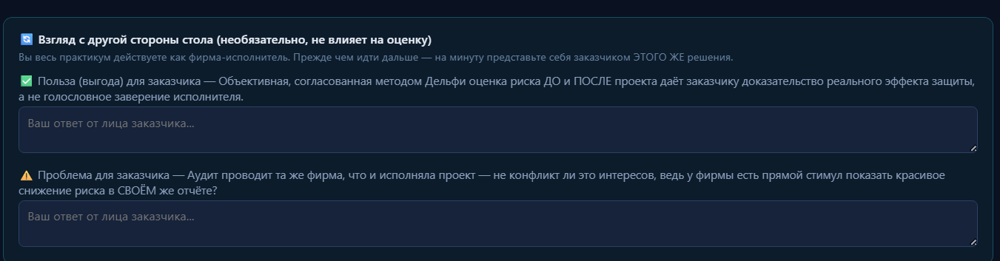 🔄 Взгляд с другой стороны стола (необязательно, не влияет на оценку)
Вы весь практикум действуете как фирма-исполнитель. Прежде чем идти дальше — на минуту представьте себя заказчиком ЭТОГО ЖЕ решения.
✅ Польза (выгода) для заказчика — Объективная, согласованная методом Дельфи оценка риска ДО и ПОСЛЕ проекта даёт заказчику доказательство реального эффекта защиты,
а не голословное заверение исполнителя.
Ваш ответ от лица заказчика...
⚠️ Проблема для заказчика — Аудит проводит та же фирма, что и исполняла проект — не конфликт ли это интересов, ведь у фирмы есть прямой стимул показать красивое
снижение риска в СВОЁМ же отчёте?
Ваш ответ от лица заказчика...